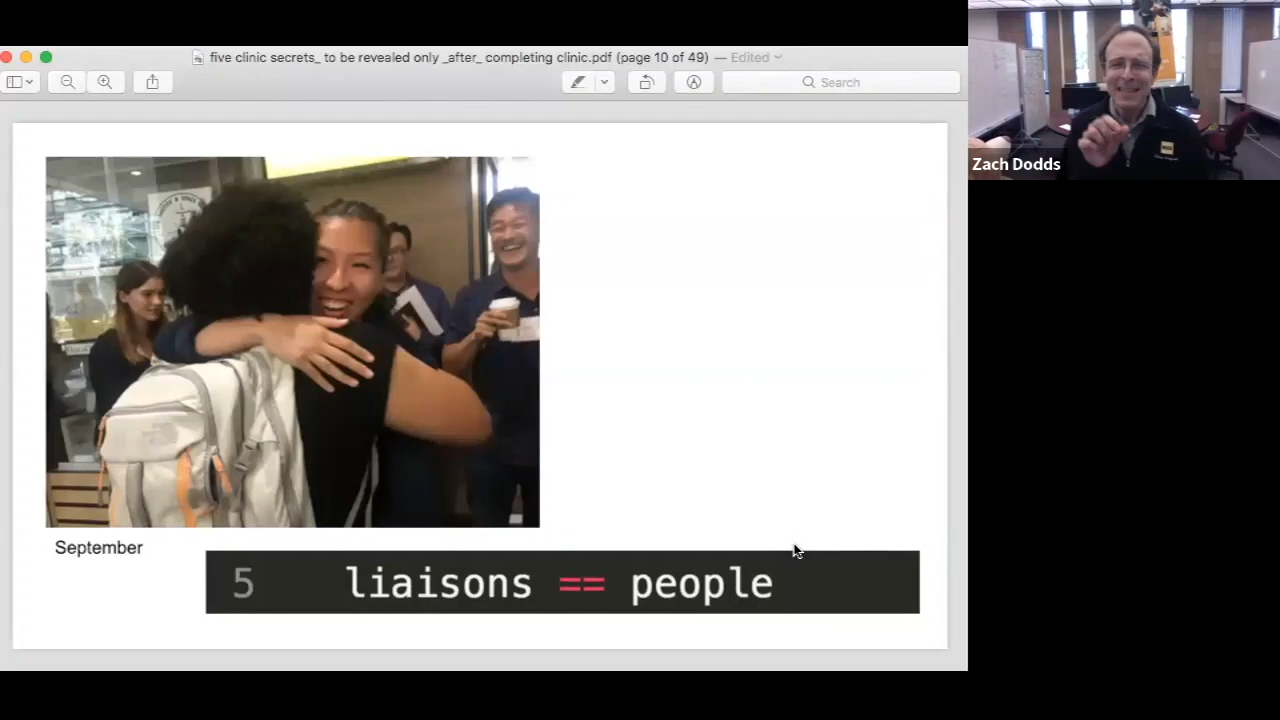 five clinic secrets_ to be revealed only _after_ completing clinic.pdf (page 10 of 49) — Edited
Search
Zach Dodds
September
5 liaisons == people